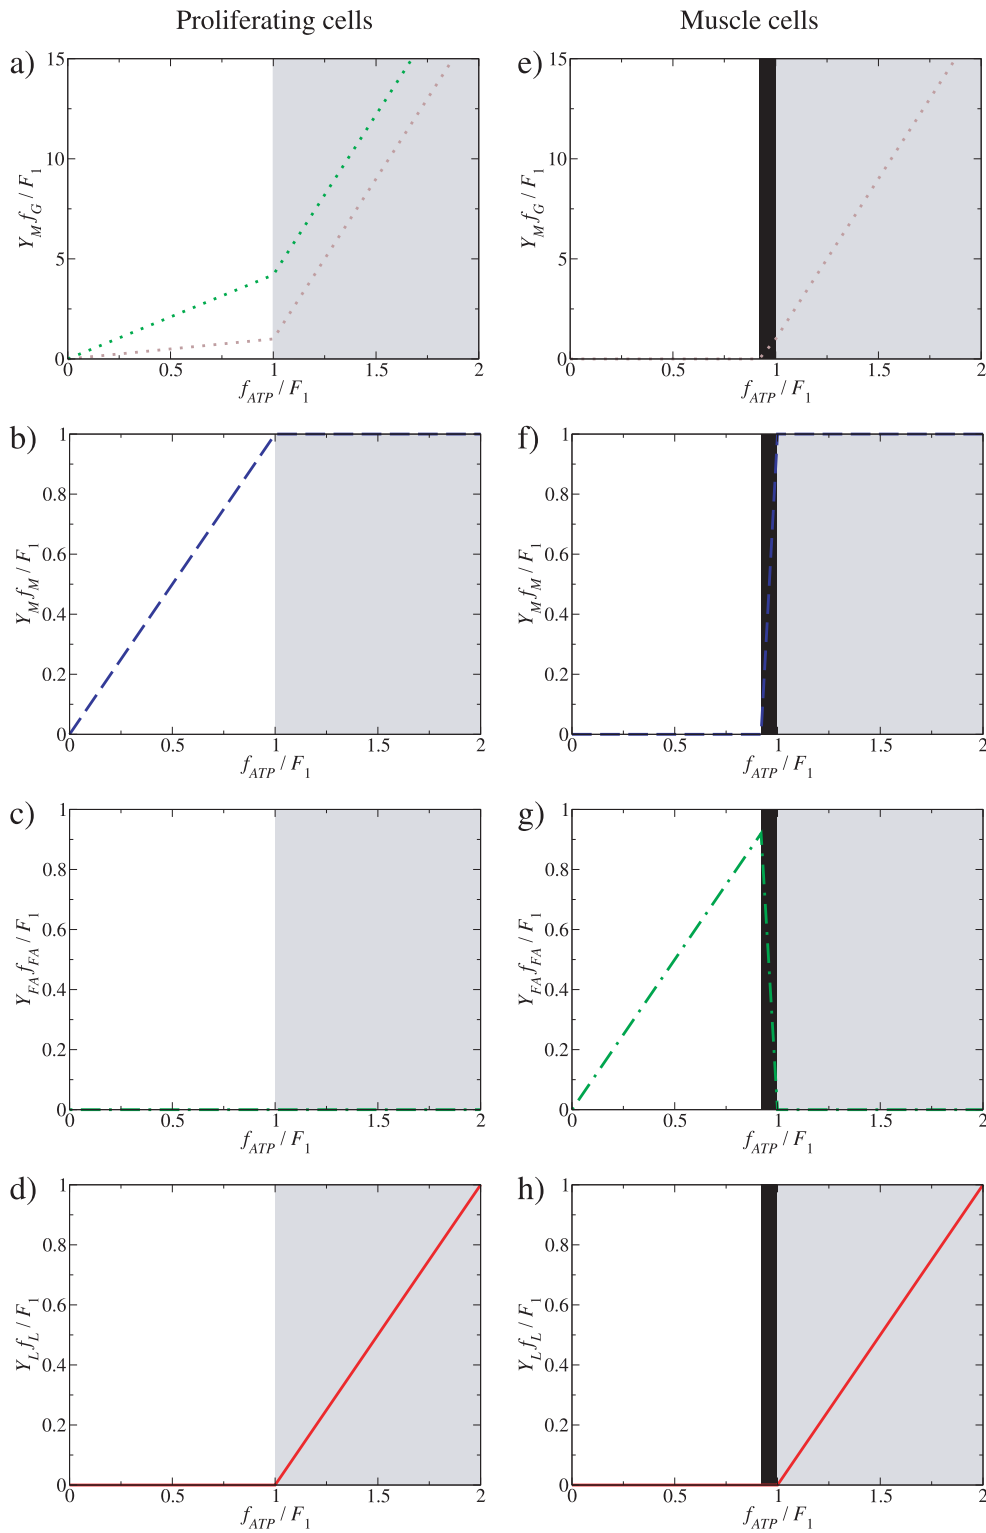 Proliferating cells
Muscle cells
a)
15
10
5
0
Y_M f_G / F_1
0 0.5 1 1.5 2
f_ATP / F_1
e)
15
10
5
0
Y_M f_G / F_1
0 0.5 1 1.5 2
f_ATP / F_1
b)
1
0.8
0.6
0.4
0.2
0
Y_M f_M / F_1
0 0.5 1 1.5 2
f_ATP / F_1
f)
1
0.8
0.6
0.4
0.2
0
Y_M f_M / F_1
0 0.5 1 1.5 2
f_ATP / F_1
c)
1
0.8
0.6
0.4
0.2
0
Y_FA f_FA / F_1
0 0.5 1 1.5 2
f_ATP / F_1
g)
1
0.8
0.6
0.4
0.2
0
Y_FA f_FA / F_1
0 0.5 1 1.5 2
f_ATP / F_1
d)
1
0.8
0.6
0.4
0.2
0
Y_L f_L / F_1
0 0.5 1 1.5 2
f_ATP / F_1
h)
1
0.8
0.6
0.4
0.2
0
Y_L f_L / F_1
0 0.5 1 1.5 2
f_ATP / F_1